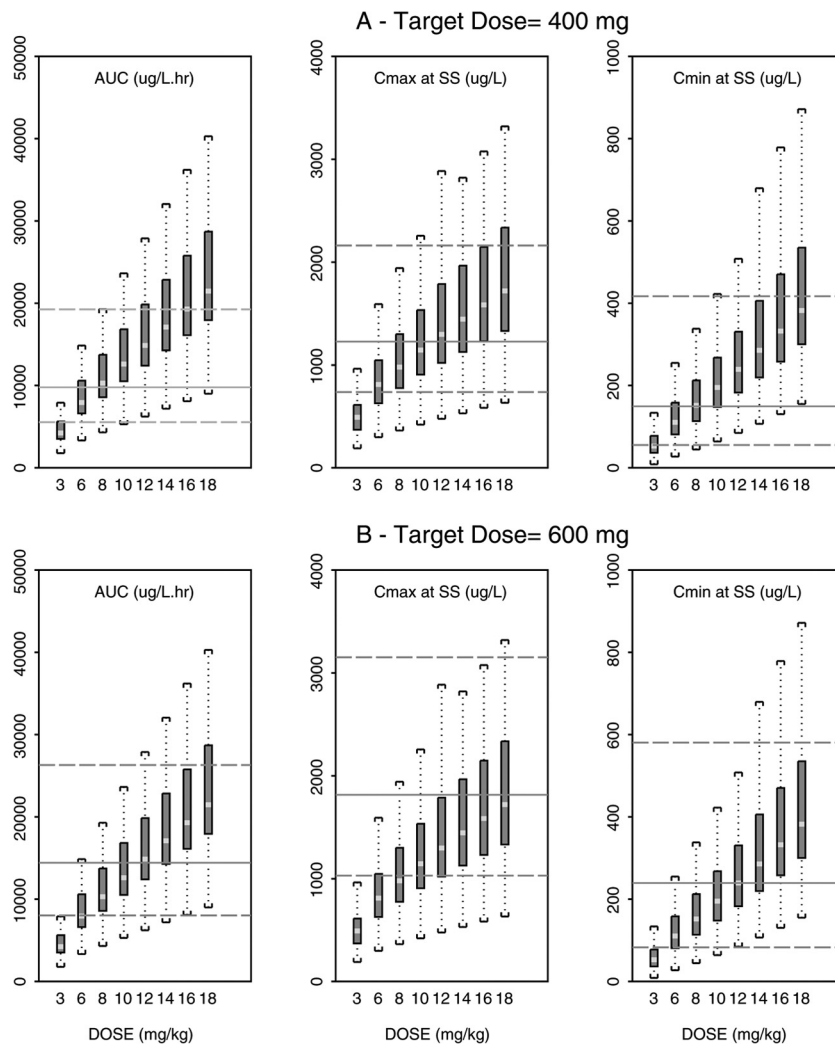 A - Target Dose= 400 mg
AUC (ug/L.hr)
0 10000 20000 30000 40000 50000
3 6 8 10 12 14 16 18
Cmax at SS (ug/L)
0 1000 2000 3000 4000
3 6 8 10 12 14 16 18
Cmin at SS (ug/L)
0 200 400 600 800 1000
3 6 8 10 12 14 16 18
B - Target Dose= 600 mg
AUC (ug/L.hr)
0 10000 20000 30000 40000 50000
3 6 8 10 12 14 16 18
DOSE (mg/kg)
Cmax at SS (ug/L)
0 1000 2000 3000 4000
3 6 8 10 12 14 16 18
DOSE (mg/kg)
Cmin at SS (ug/L)
0 200 400 600 800 1000
3 6 8 10 12 14 16 18
DOSE (mg/kg)